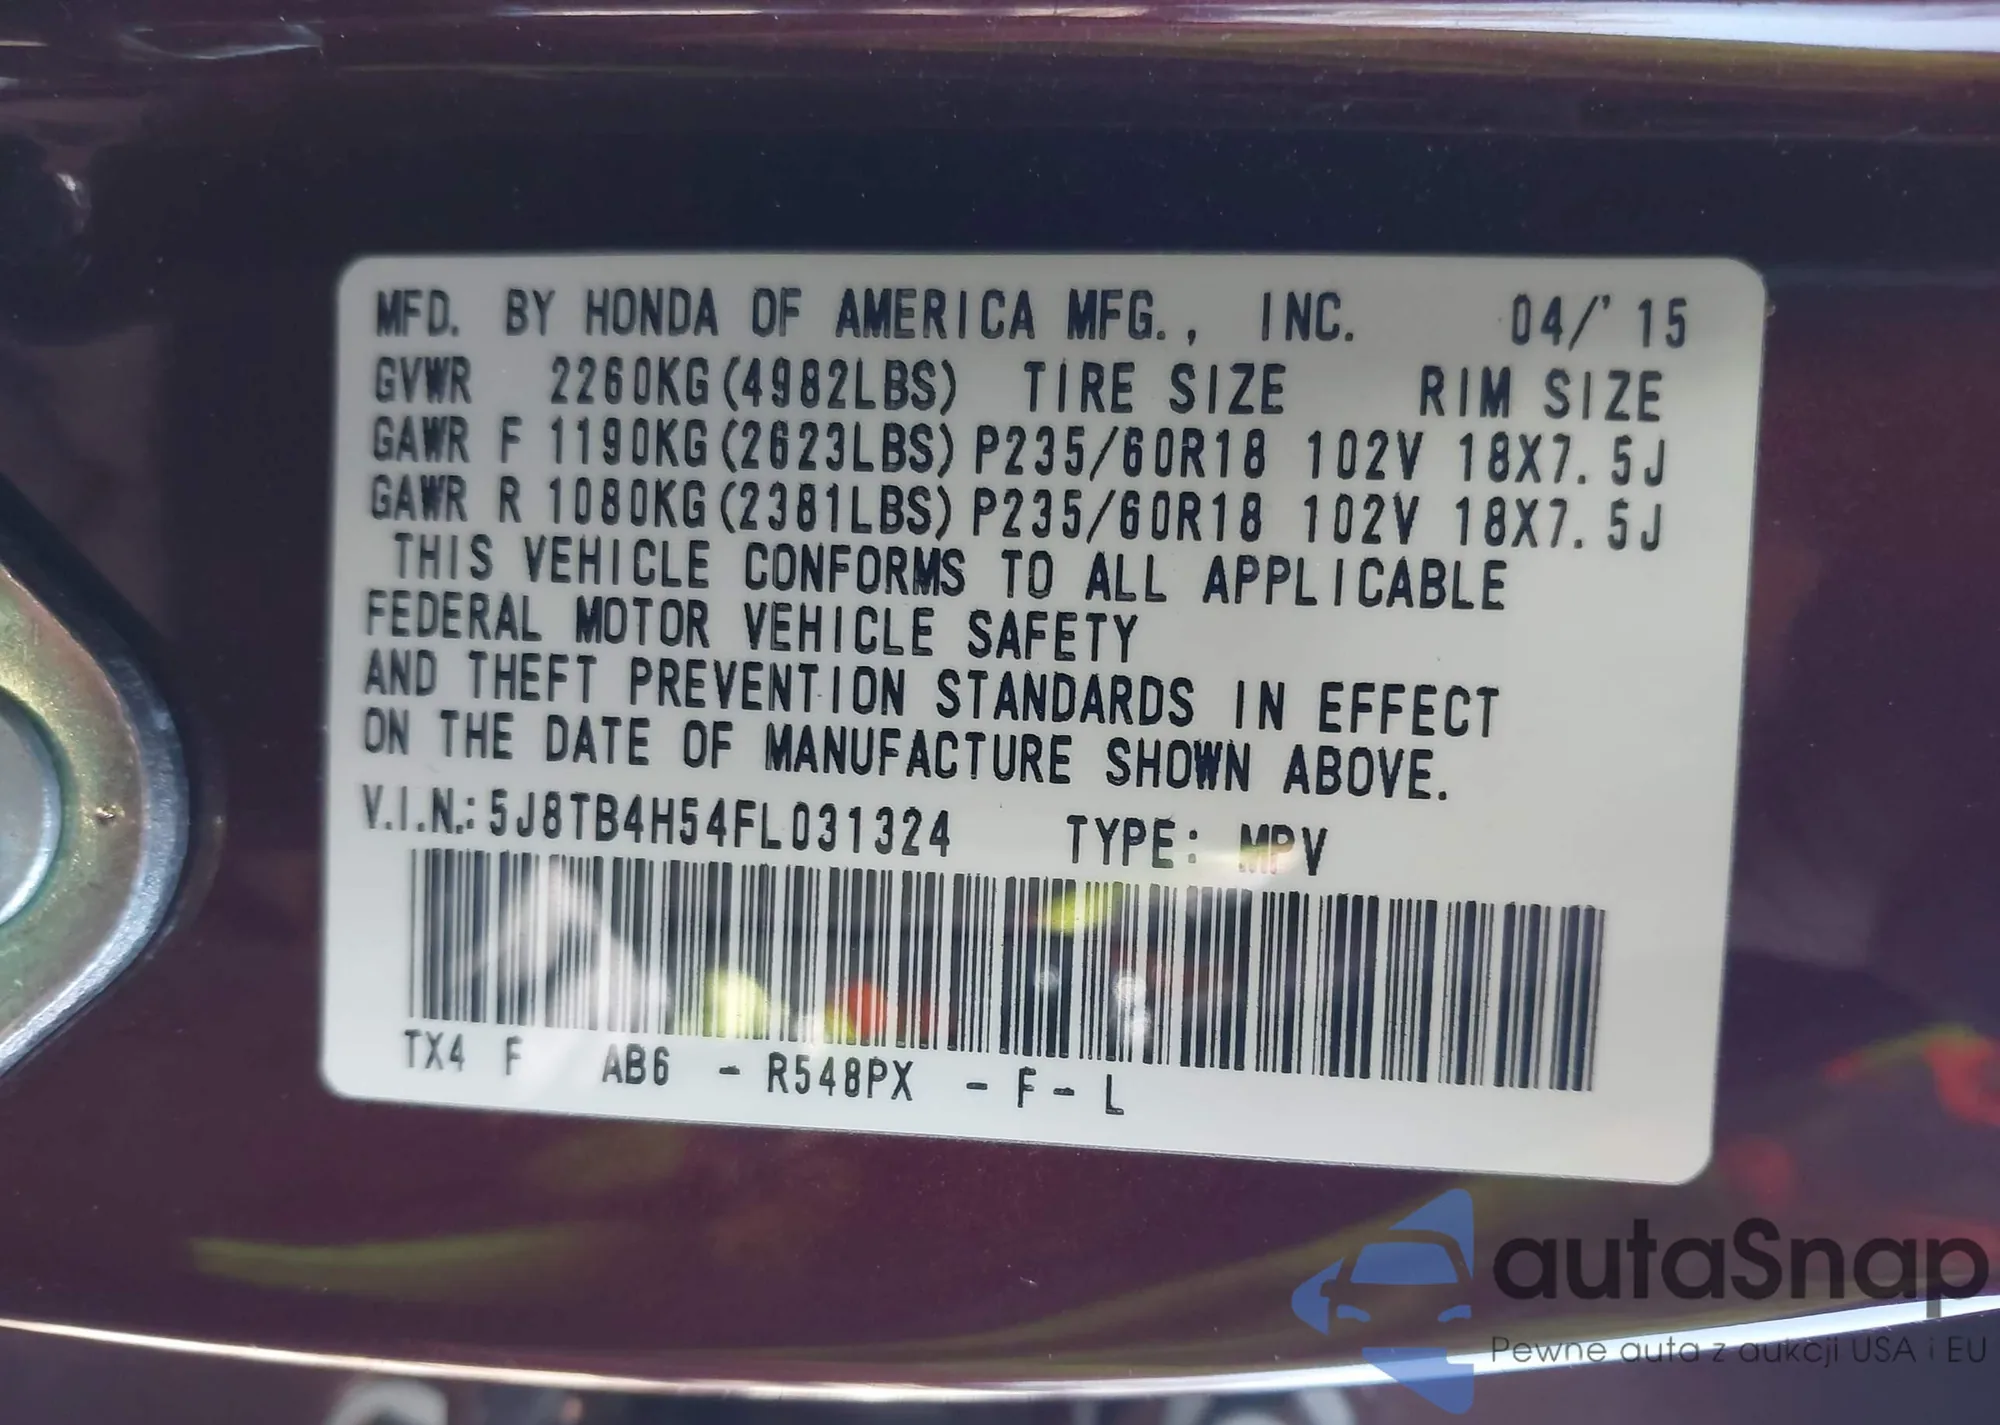 MFD. BY HONDA OF AMERICA MFG., INC. 04/'15
GVWR 2260KG(4982LBS) TIRE SIZE RIM SIZE
GAWR F 1190KG(2623LBS) P235/60R18 102V 18X7.5J
GAWR R 1080KG(2381LBS) P235/60R18 102V 18X7.5J
THIS VEHICLE CONFORMS TO ALL APPLICABLE
FEDERAL MOTOR VEHICLE SAFETY
AND THEFT PREVENTION STANDARDS IN EFFECT
ON THE DATE OF MANUFACTURE SHOWN ABOVE.
V.I.N.: 5J8TB4H54FL031324 TYPE: MPV
TX4 F AB6 - R548PX - F - L
autaSnap
Pewne auta z aukcji USA i EU